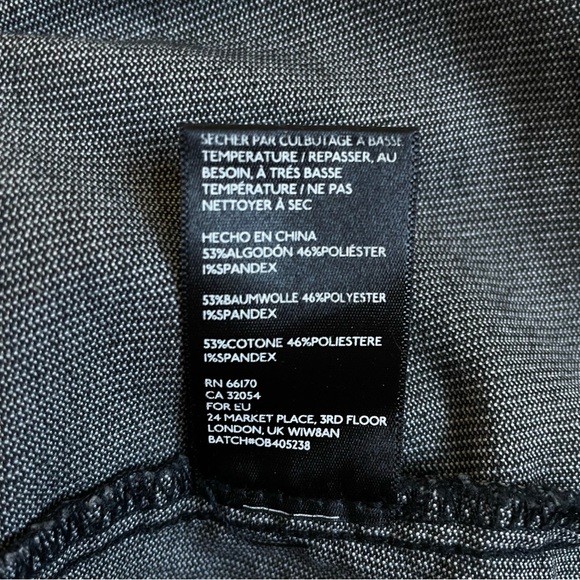 SÉCHER PAR CULBUTAGE À BASSE
TEMPERATURE / REPASSER, AU
BESOIN, À TRÉS BASSE
TEMPÉRATURE / NE PAS
NETTOYER À SEC
HECHO EN CHINA
53%ALGODÓN 46%POLIÉSTER
1%SPANDEX
53%BAUMWOLLE 46%POLYESTER
1%SPANDEX
53%COTONE 46%POLIESTERE
1%SPANDEX
RN 66170
CA 32054
FOR EU
24 MARKET PLACE, 3RD FLOOR
LONDON, UK W1W8AN
BATCH#OB405238